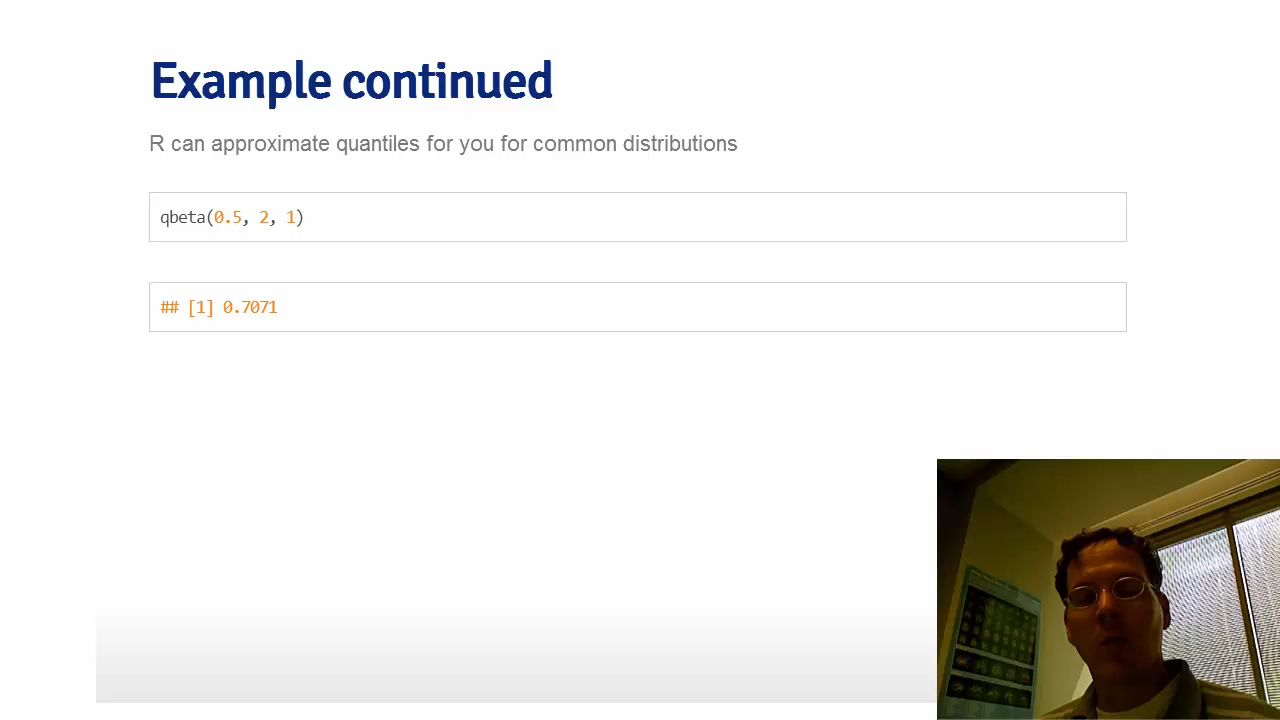 Example continued
R can approximate quantiles for you for common distributions
qbeta(0.5, 2, 1)
## [1] 0.7071